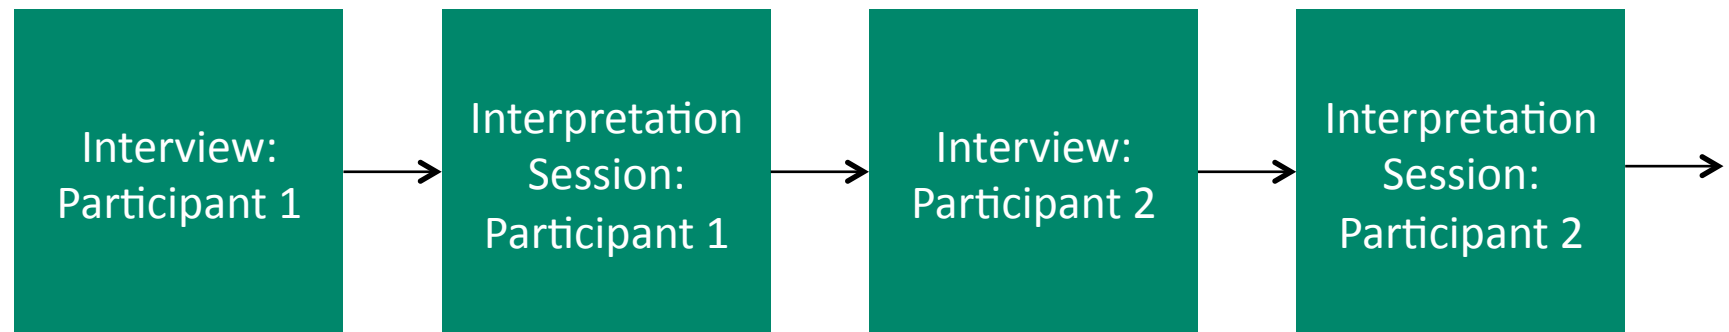 Interview:
Participant 1
Interpretation
Session:
Participant 1
Interview:
Participant 2
Interpretation
Session:
Participant 2